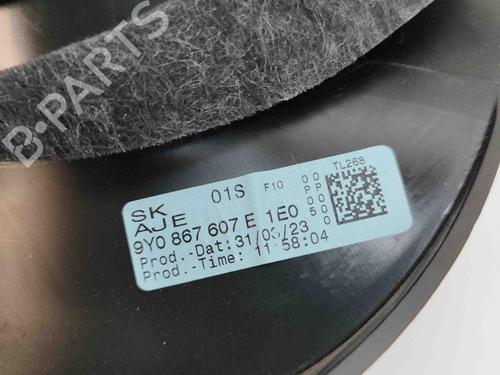 B-PARTS
SK 01S F10 00 TL268
AJE PP
9Y0 867 607 E 1E0 50
Prod.-Dat:31/03/23 00
Prod.-Time: 11:58:04